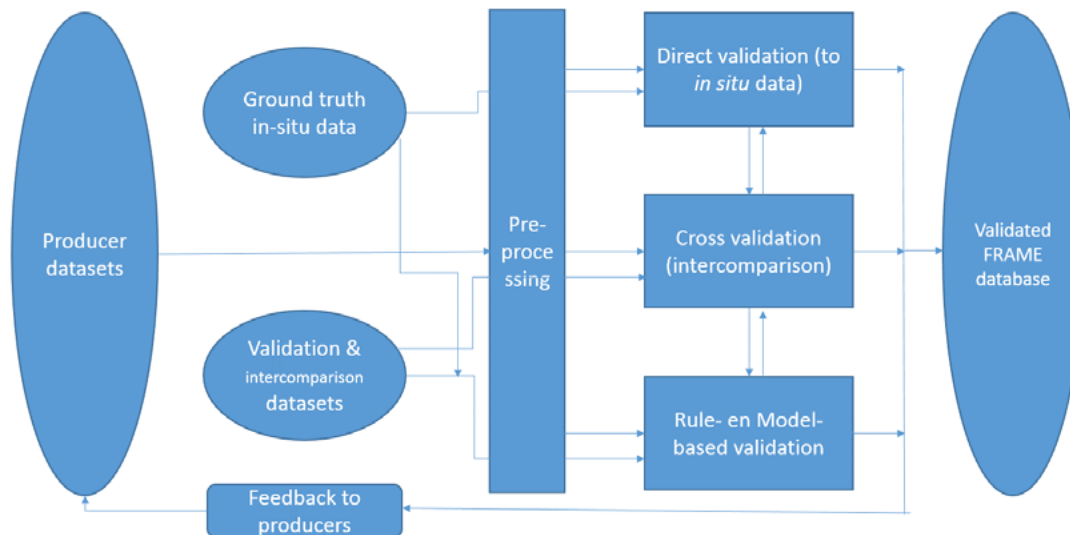 Producer
datasets
Ground truth
in-situ data
Validation &
intercomparison
datasets
Feedback to
producers
Pre-
proce
ssing
Direct validation (to
in situ data)
Cross validation
(intercomparison)
Rule- en Model-
based validation
Validated
FRAME
database